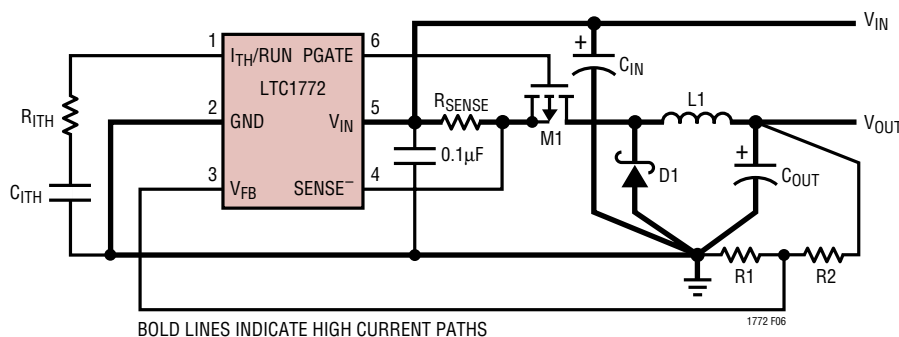 1
I_TH/RUN
PGATE
6
LTC1772
2
GND
V_IN
5
3
V_FB
SENSE⁻
4
R_ITH
C_ITH
R_SENSE
0.1µF
M1
+
C_IN
V_IN
L1
V_OUT
D1
+
C_OUT
R1
R2
BOLD LINES INDICATE HIGH CURRENT PATHS
1772 F06